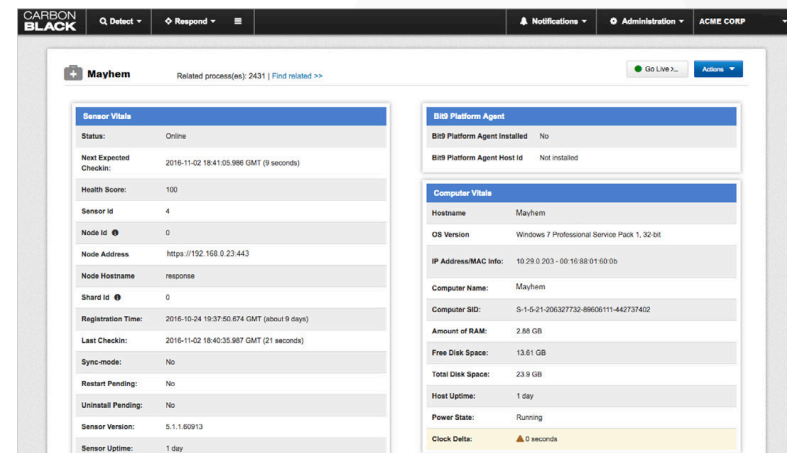 CARBON
BLACK
Detect
Respond
Notifications
Administration
ACME CORP
Mayhem
Related process(es): 2431 | Find related >>
Go Live >_
Actions
Sensor Vitals
Status: Online
Next Expected
Checkin: 2016-11-02 18:41:05.986 GMT (9 seconds)
Health Score: 100
Sensor Id 4
Node Id 0
Node Address https://192.168.0.23:443
Node Hostname response
Shard Id 0
Registration Time: 2016-10-24 19:37:50.674 GMT (about 9 days)
Last Checkin: 2016-11-02 18:40:35.987 GMT (21 seconds)
Sync-mode: No
Restart Pending: No
Uninstall Pending: No
Sensor Version: 5.1.1.60913
Sensor Uptime: 1 day
Bit9 Platform Agent
Bit9 Platform Agent Installed No
Bit9 Platform Agent Host Id Not installed
Computer Vitals
Hostname Mayhem
OS Version Windows 7 Professional Service Pack 1, 32-bit
IP Address/MAC Info: 10.29.0.203 - 00:16:88:01:60:0b
Computer Name: Mayhem
Computer SID: S-1-5-21-206327732-89606111-442737402
Amount of RAM: 2.88 GB
Free Disk Space: 13.61 GB
Total Disk Space: 23.9 GB
Host Uptime: 1 day
Power State: Running
Clock Delta: 0 seconds